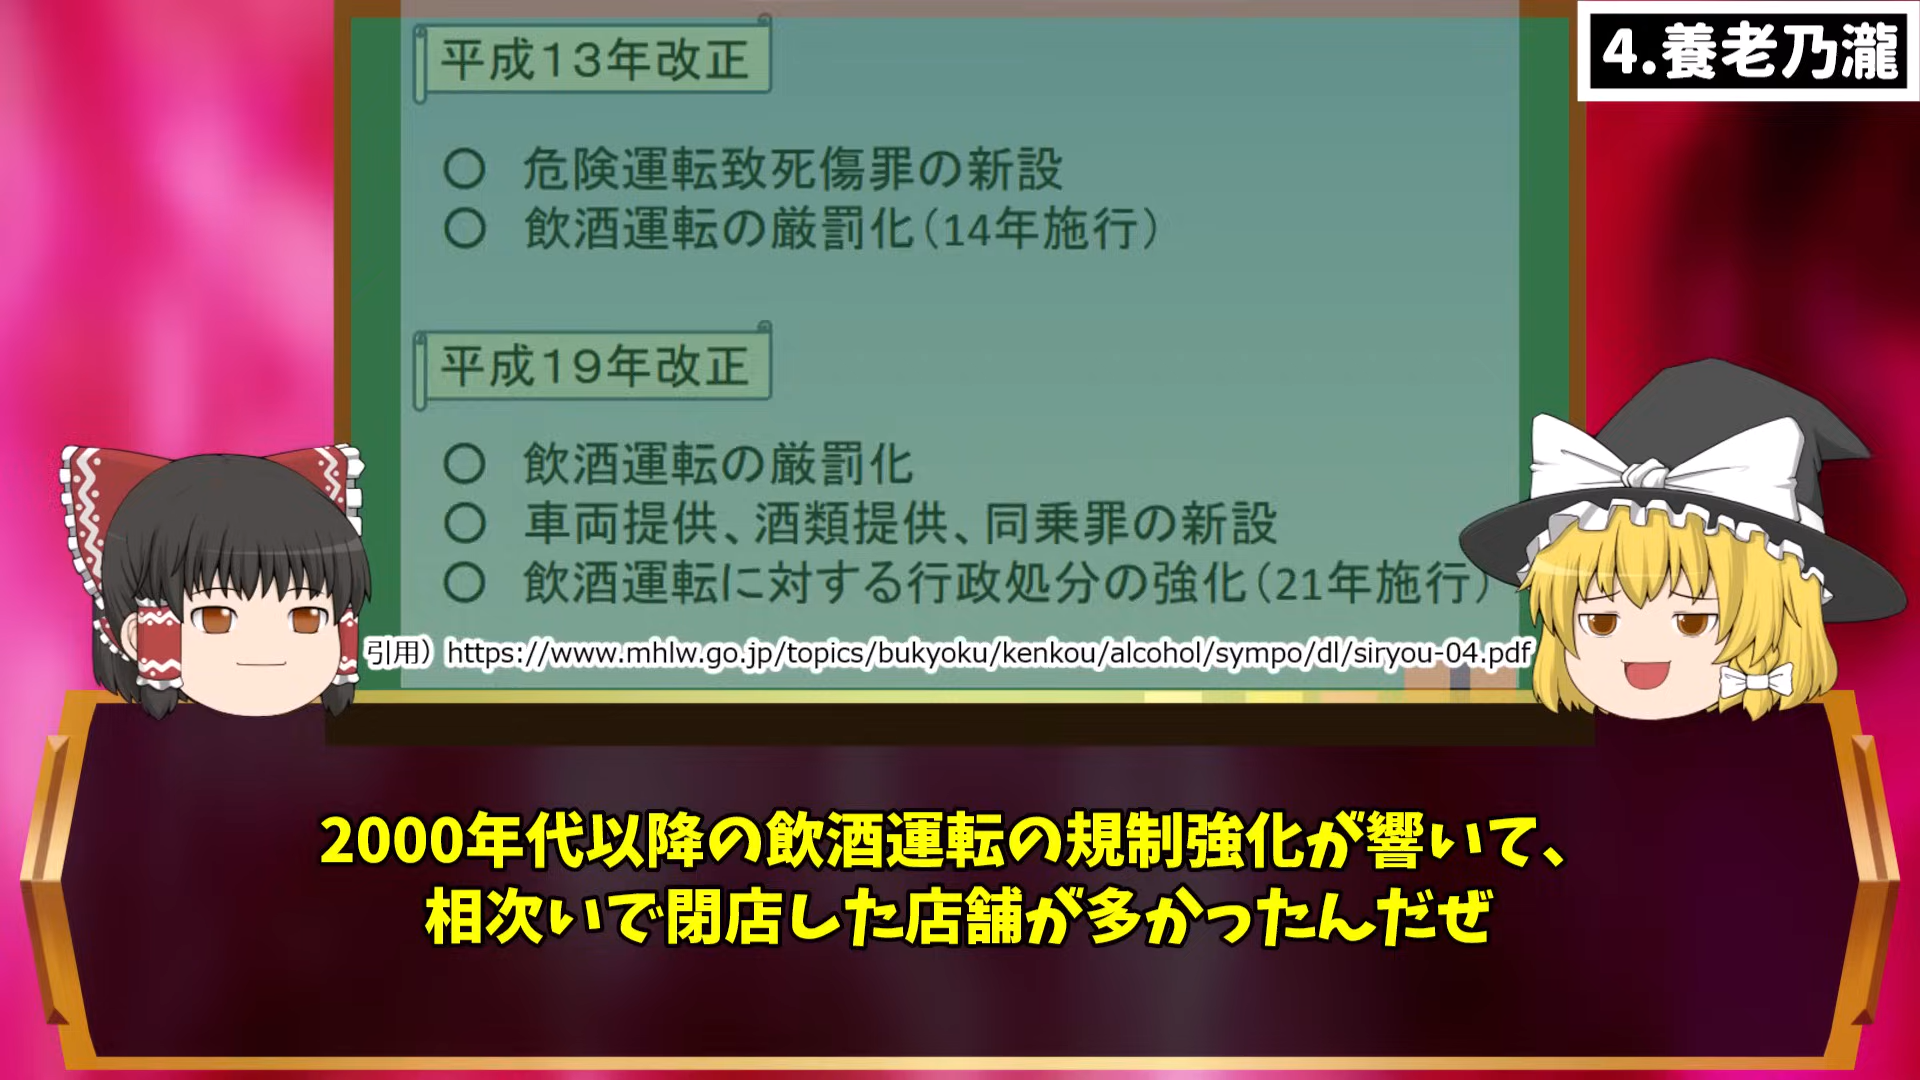 4.養老乃瀧
平成13年改正
○ 危険運転致死傷罪の新設
○ 飲酒運転の厳罰化（14年施行）
平成19年改正
○ 飲酒運転の厳罰化
○ 車両提供、酒類提供、同乗罪の新設
○ 飲酒運転に対する行政処分の強化（21年施行）
引用）https://www.mhlw.go.jp/topics/bukyoku/kenkou/alcohol/sympo/dl/siryou-04.pdf
2000年代以降の飲酒運転の規制強化が響いて、
相次いで閉店した店舗が多かったんだぜ